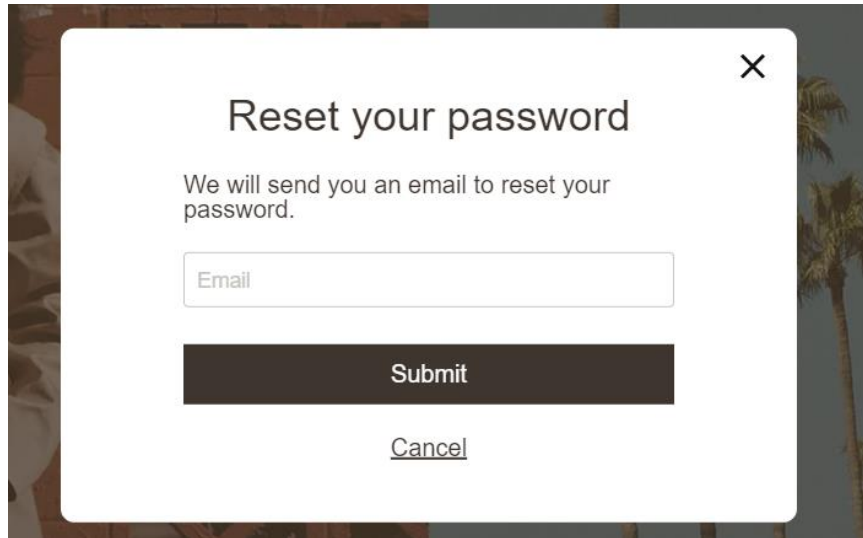 Reset your password
We will send you an email to reset your
password.
Email
Submit
Cancel